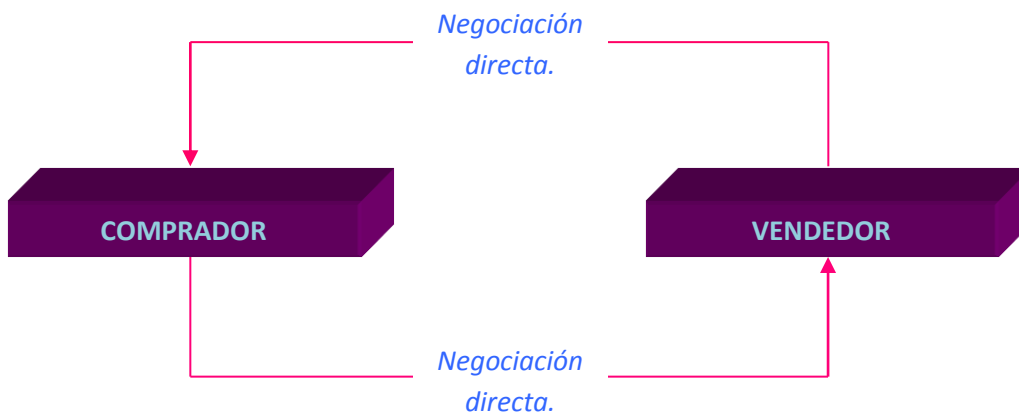 Negociación
directa.
COMPRADOR
VENDEDOR
Negociación
directa.